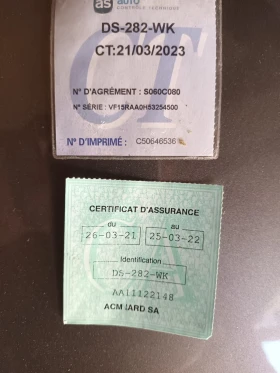 as auto
CONTRÔLE TECHNIQUE
DS-282-WK
CT:21/03/2023
CT
N° D'AGRÉMENT : S060C080
N° SÉRIE : VF15RAA0H53254500
N° D'IMPRIMÉ : C50646536
CERTIFICAT D'ASSURANCE
du au
26-03-21 25-03-22
Identification
DS-282-WK
AA11122148
ACM IARD SA